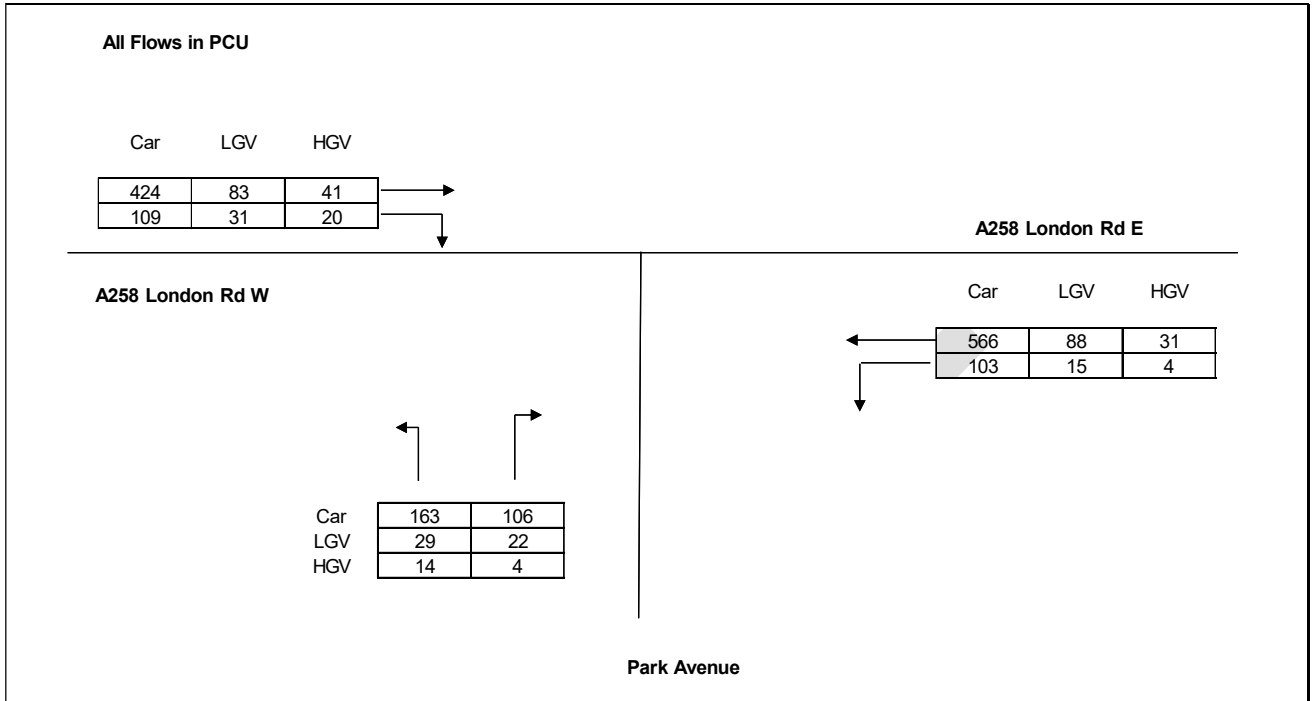 All Flows in PCU
Car LGV HGV
424 83 41
109 31 20
A258 London Rd E
A258 London Rd W
Car LGV HGV
566 88 31
103 15 4
Car 163 106
LGV 29 22
HGV 14 4
Park Avenue